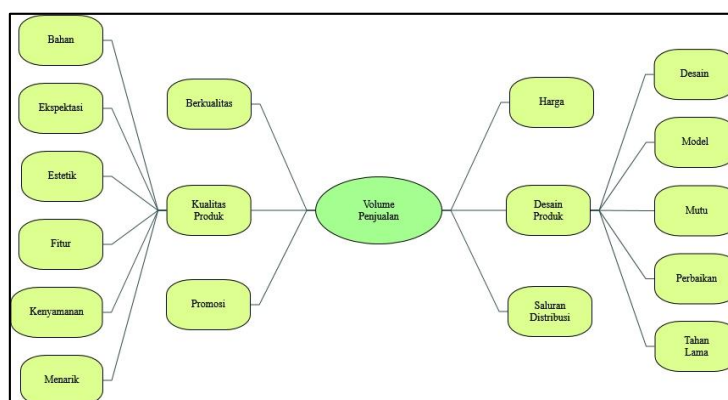 Bahan
Ekspektasi
Estetik
Fitur
Kenyamanan
Menarik
Berkualitas
Kualitas
Produk
Promosi
Volume
Penjualan
Harga
Desain
Produk
Saluran
Distribusi
Desain
Model
Mutu
Perbaikan
Tahan
Lama